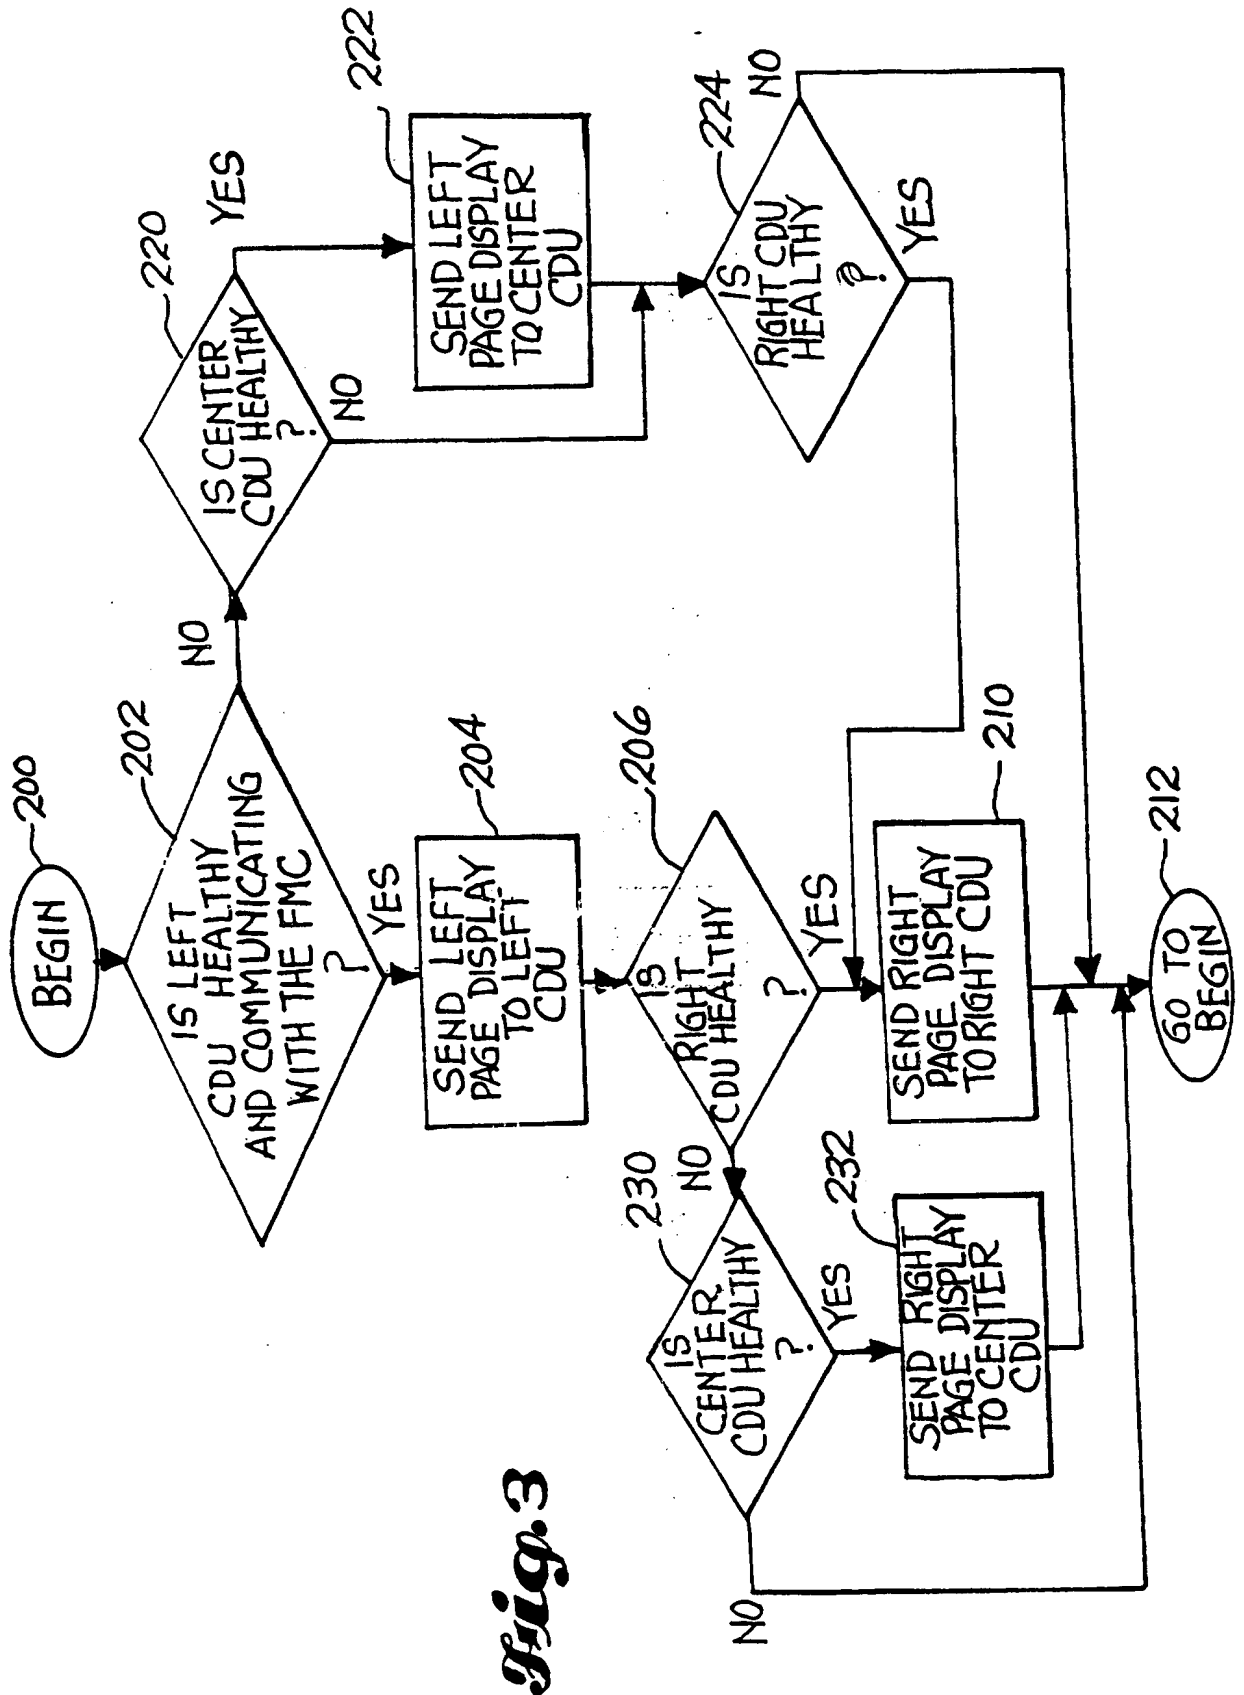 200
BEGIN
202
IS LEFT
CDU HEALTHY
AND COMMUNICATING
WITH THE FMC
?
NO
YES
220
IS CENTER
CDU HEALTHY
?
YES
NO
222
SEND LEFT
PAGE DISPLAY
TO CENTER
CDU
224
IS
RIGHT CDU
HEALTHY
?
NO
YES
204
SEND LEFT
PAGE DISPLAY
TO LEFT
CDU
206
IS
RIGHT
CDU HEALTHY
?
NO
YES
210
SEND RIGHT
PAGE DISPLAY
TO RIGHT CDU
230
IS
CENTER
CDU HEALTHY
?
NO
YES
232
SEND RIGHT
PAGE DISPLAY
TO CENTER
CDU
212
GO TO
BEGIN
Fig. 3